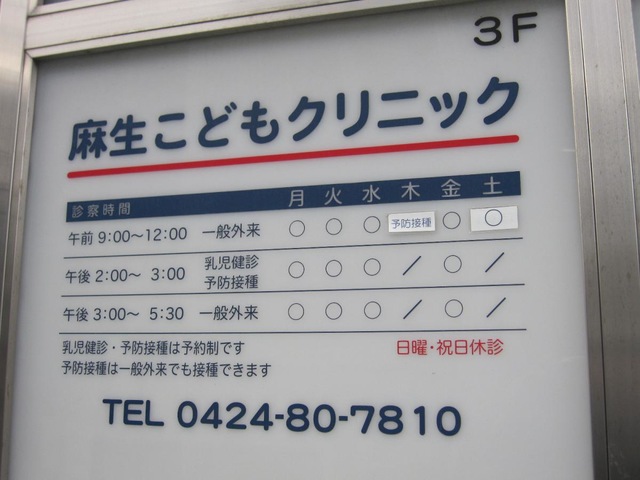 3F
麻生こどもクリニック
診察時間 月 火 水 木 金 土
午前 9:00〜12:00 一般外来 ○ ○ ○ 予防接種 ○ ○
午後 2:00〜 3:00 乳児健診 予防接種 ○ ○ ○ ／ ○ ／
午後 3:00〜 5:30 一般外来 ○ ○ ○ ／ ○ ／
乳児健診・予防接種は予約制です 日曜・祝日休診
予防接種は一般外来でも接種できます
TEL 0424-80-7810